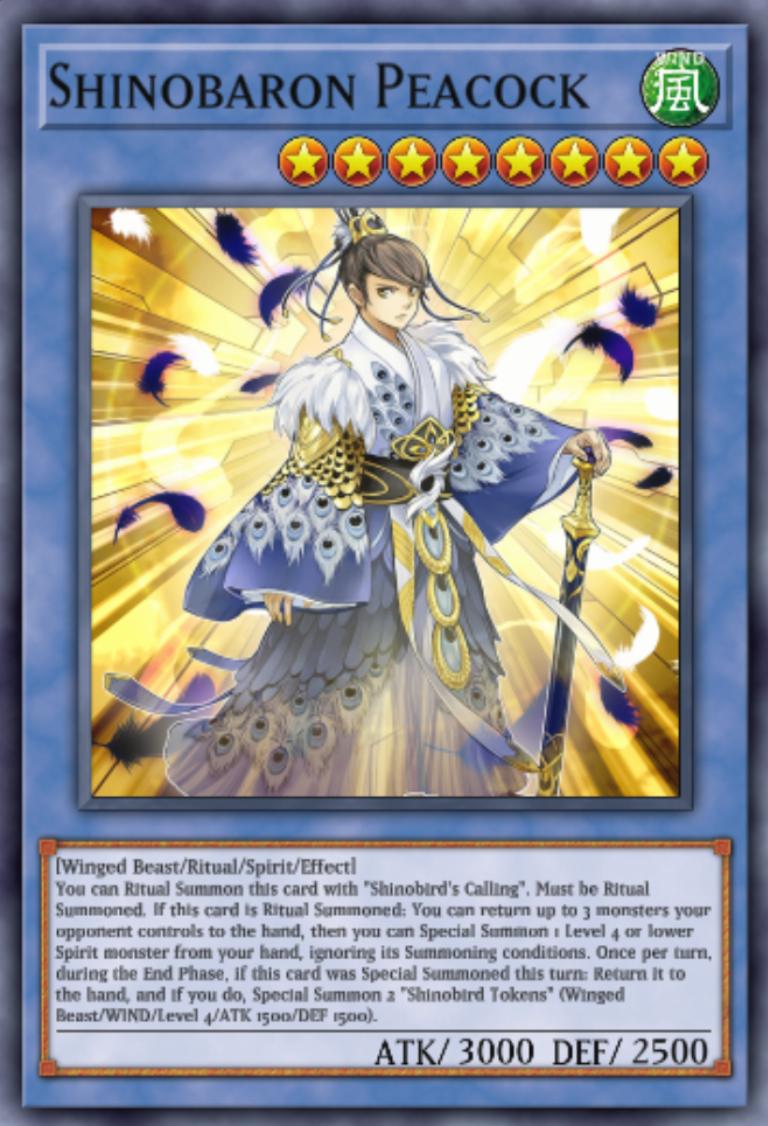 SHINOBARON PEACOCK
WIND
風
[Winged Beast/Ritual/Spirit/Effect]
You can Ritual Summon this card with "Shinobird's Calling". Must be Ritual
Summoned. If this card is Ritual Summoned: You can return up to 3 monsters your
opponent controls to the hand, then you can Special Summon 1 Level 4 or lower
Spirit monster from your hand, ignoring its Summoning conditions. Once per turn,
during the End Phase, if this card was Special Summoned this turn: Return it to
the hand, and if you do, Special Summon 2 "Shinobird Tokens" (Winged
Beast/WIND/Level 4/ATK 1500/DEF 1500).
ATK/ 3000 DEF/ 2500